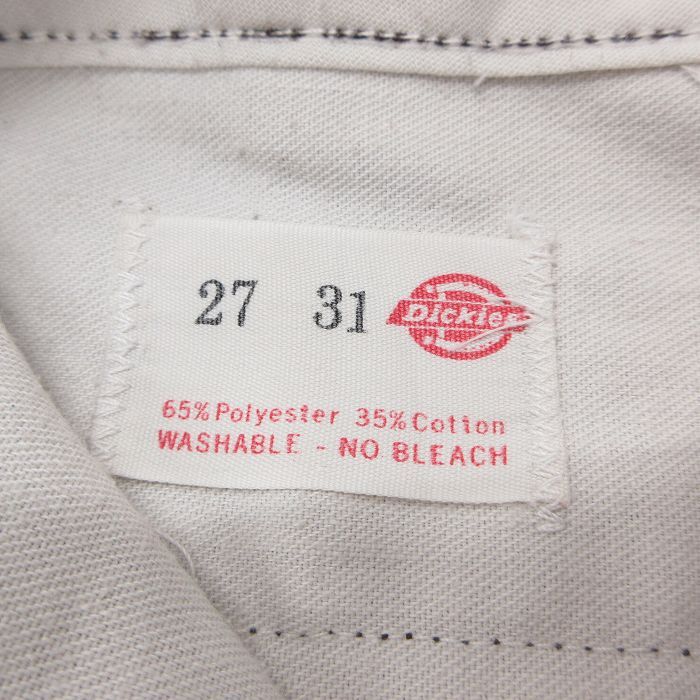 27 31 Dickies
65% Polyester 35% Cotton
WASHABLE - NO BLEACH